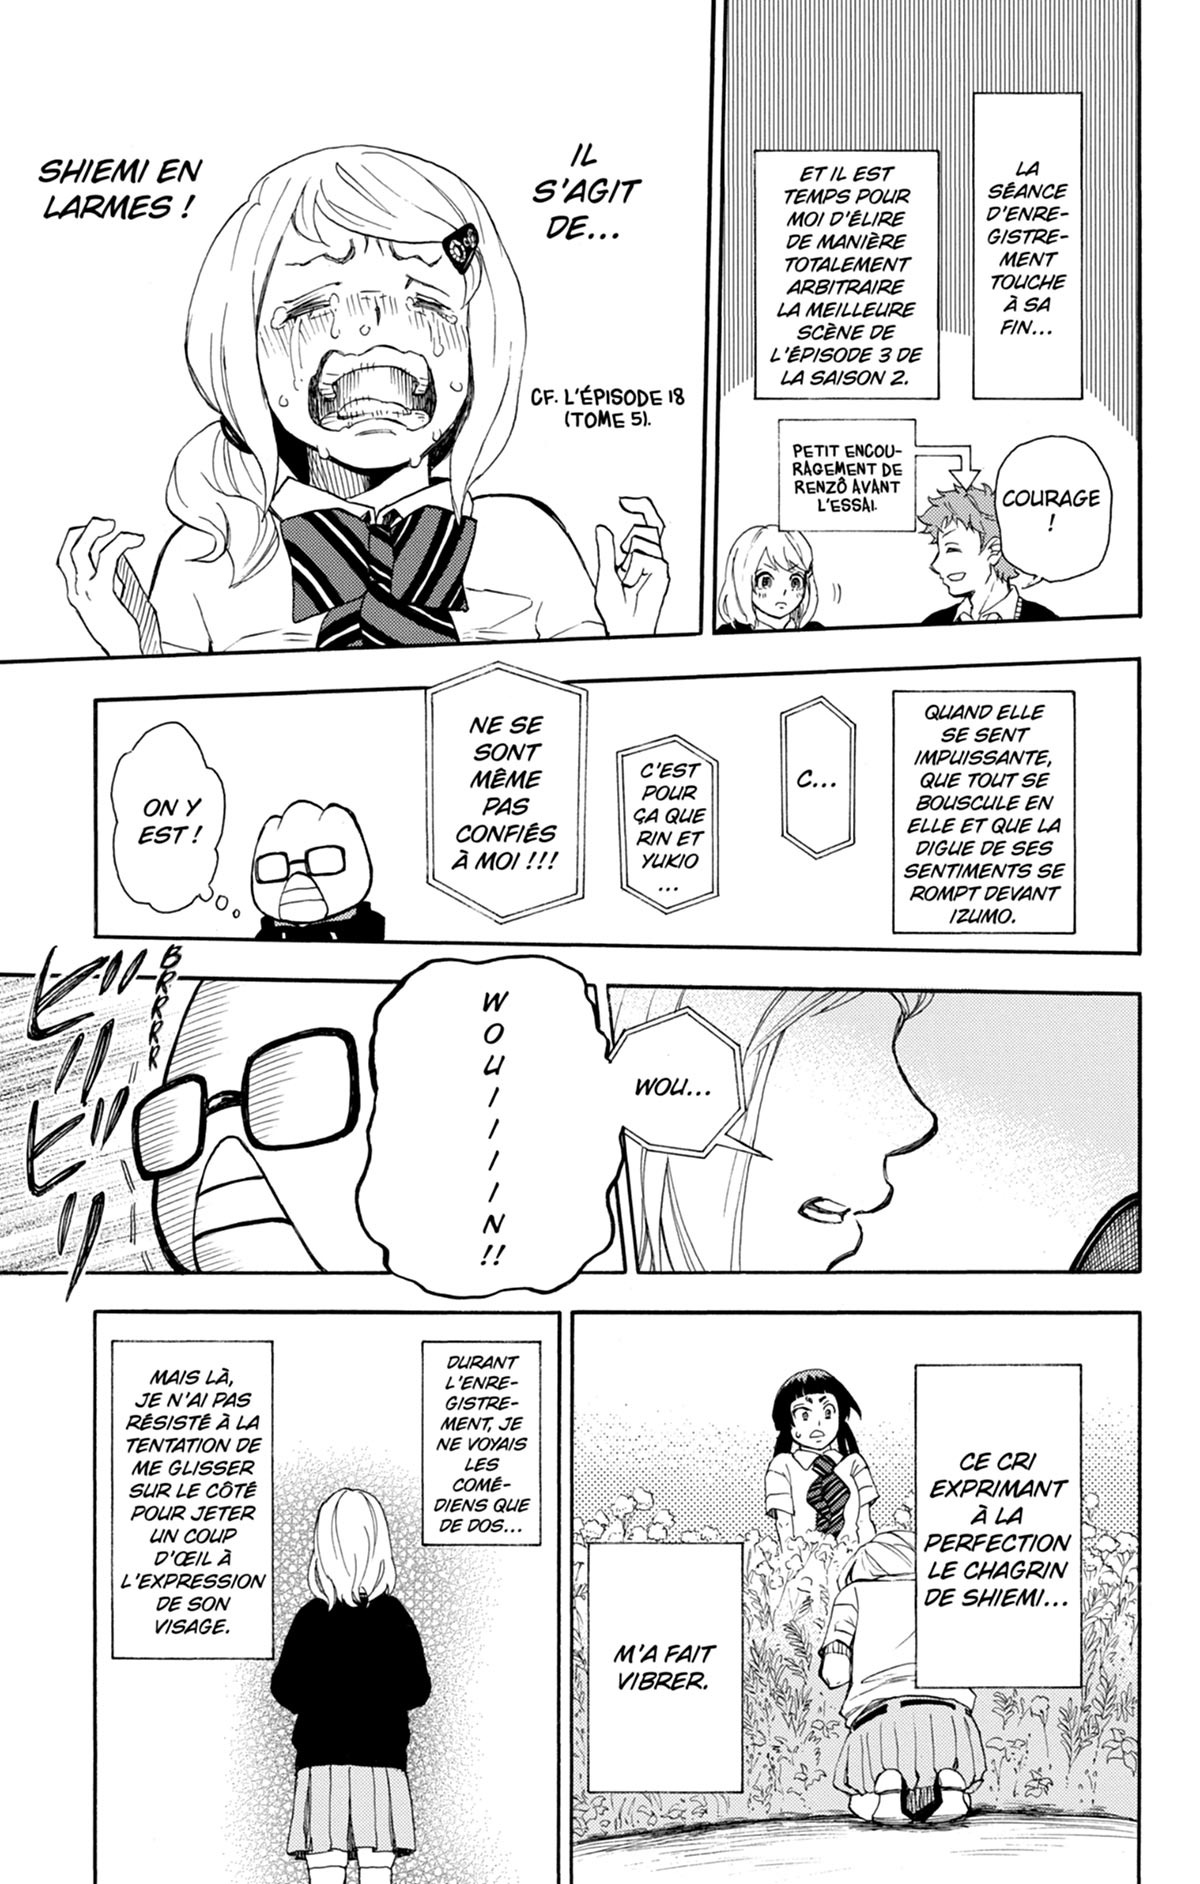 LA
SÉANCE
D'ENRE-
GISTRE-
MENT
TOUCHE
À SA
FIN...
ET IL EST
TEMPS POUR
MOI D'ÉLIRE
DE MANIÈRE
TOTALEMENT
ARBITRAIRE
LA MEILLEURE
SCÈNE DE
L'ÉPISODE 3 DE
LA SAISON 2.
PETIT ENCOU-
RAGEMENT DE
RENZÔ AVANT
L'ESSAI.
COURAGE
!
IL
S'AGIT
DE...
SHIEMI EN
LARMES !
CF. L'ÉPISODE 18
(TOME 5).
QUAND ELLE
SE SENT
IMPUISSANTE,
QUE TOUT SE
BOUSCULE EN
ELLE ET QUE LA
DIGUE DE SES
SENTIMENTS SE
ROMPT DEVANT
IZUMO.
C...
C'EST
POUR
ÇA QUE
RIN ET
YUKIO
...
NE SE
SONT
MÊME
PAS
CONFIÉS
À MOI !!!
ON Y
EST !
WOU...
WOUIIIIN!!
BRRRRR
ビリビリ
CE CRI
EXPRIMANT
À LA
PERFECTION
LE CHAGRIN
DE SHIEMI...
M'A FAIT
VIBRER.
DURANT
L'ENRE-
GISTRE-
MENT, JE
NE VOYAIS
LES
COMÉ-
DIENS QUE
DE DOS...
MAIS LÀ,
JE N'AI PAS
RÉSISTÉ À LA
TENTATION DE
ME GLISSER
SUR LE CÔTÉ
POUR JETER
UN COUP
D'ŒIL À
L'EXPRESSION
DE SON
VISAGE.